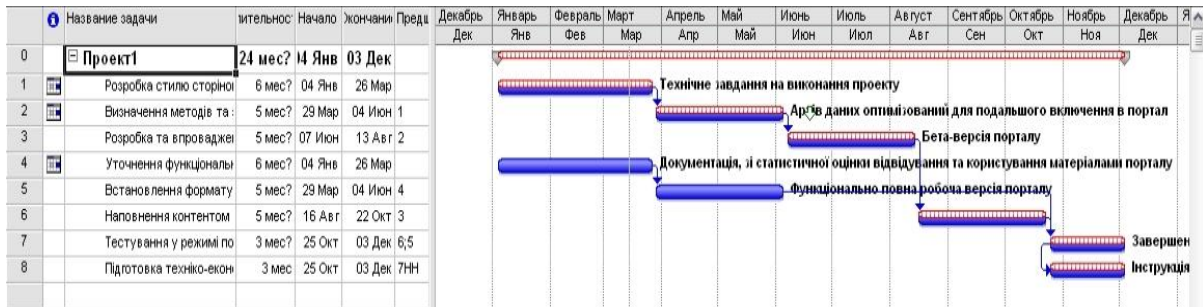 Название задачи ительнос Начало Окончани Предш Декабрь Январь Февраль Март Апрель Май Июнь Июль Август Сентябрь Октябрь Ноябрь Декабрь Я
Дек Янв Фев Мар Апр Май Июн Июл Авг Сен Окт Ноя Дек
0 Проект1 24 мес? 04 Янв 03 Дек
1 Розробка стилю сторіно 6 мес? 04 Янв 26 Мар Технічне завдання на виконання проекту
2 Визначення методів та 5 мес? 29 Мар 04 Июн 1 Архів даних оптимізований для подальшого включення в портал
3 Розробка та впроваджен 5 мес? 07 Июн 13 Авг 2 Бета-версія порталу
4 Уточнення функціональн 6 мес? 04 Янв 26 Мар Документація, зі статистичної оцінки відвідування та користування матеріалами порталу
5 Встановлення формату 5 мес? 29 Мар 04 Июн 4 Функціонально повна робоча версія порталу
6 Наповнення контентом 5 мес? 16 Авг 22 Окт 3
7 Тестування у режимі по 3 мес? 25 Окт 03 Дек 6;5 Завершен
8 Підготовка техніко-екон 3 мес 25 Окт 03 Дек 7НН Інструкція